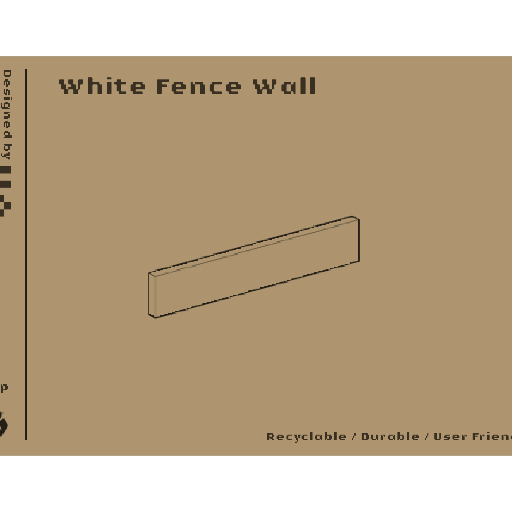 White Fence Wall
Designed by
p
Recyclable / Durable / User Frien